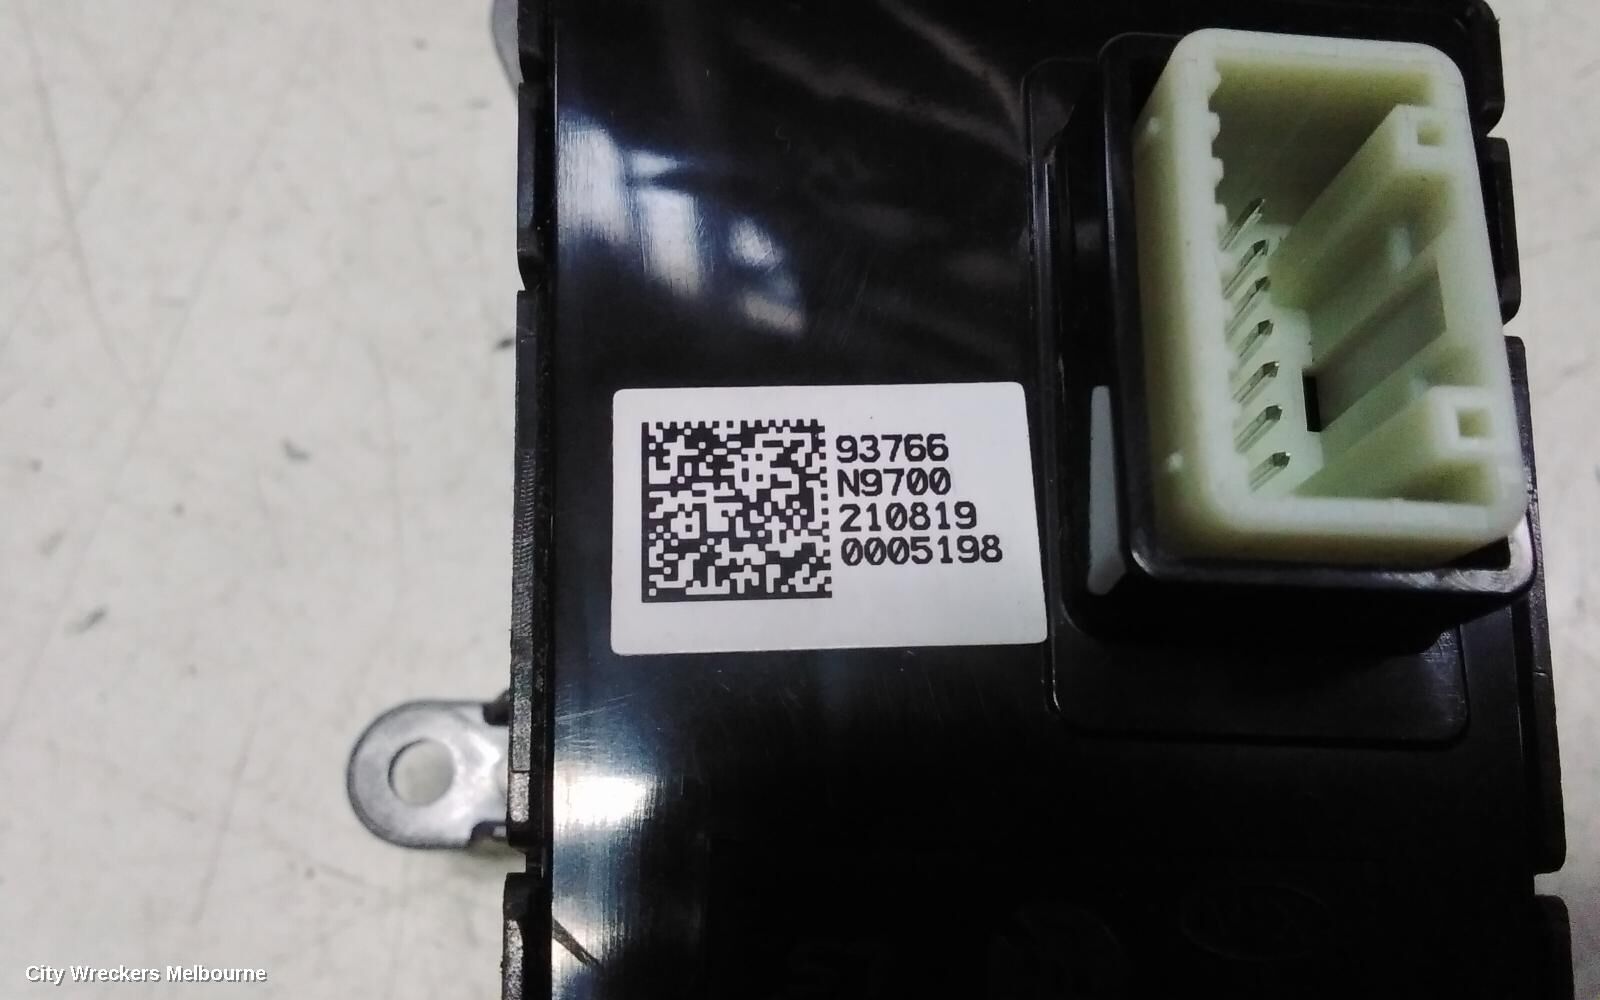 93766
N9700
210819
0005198
City Wreckers Melbourne